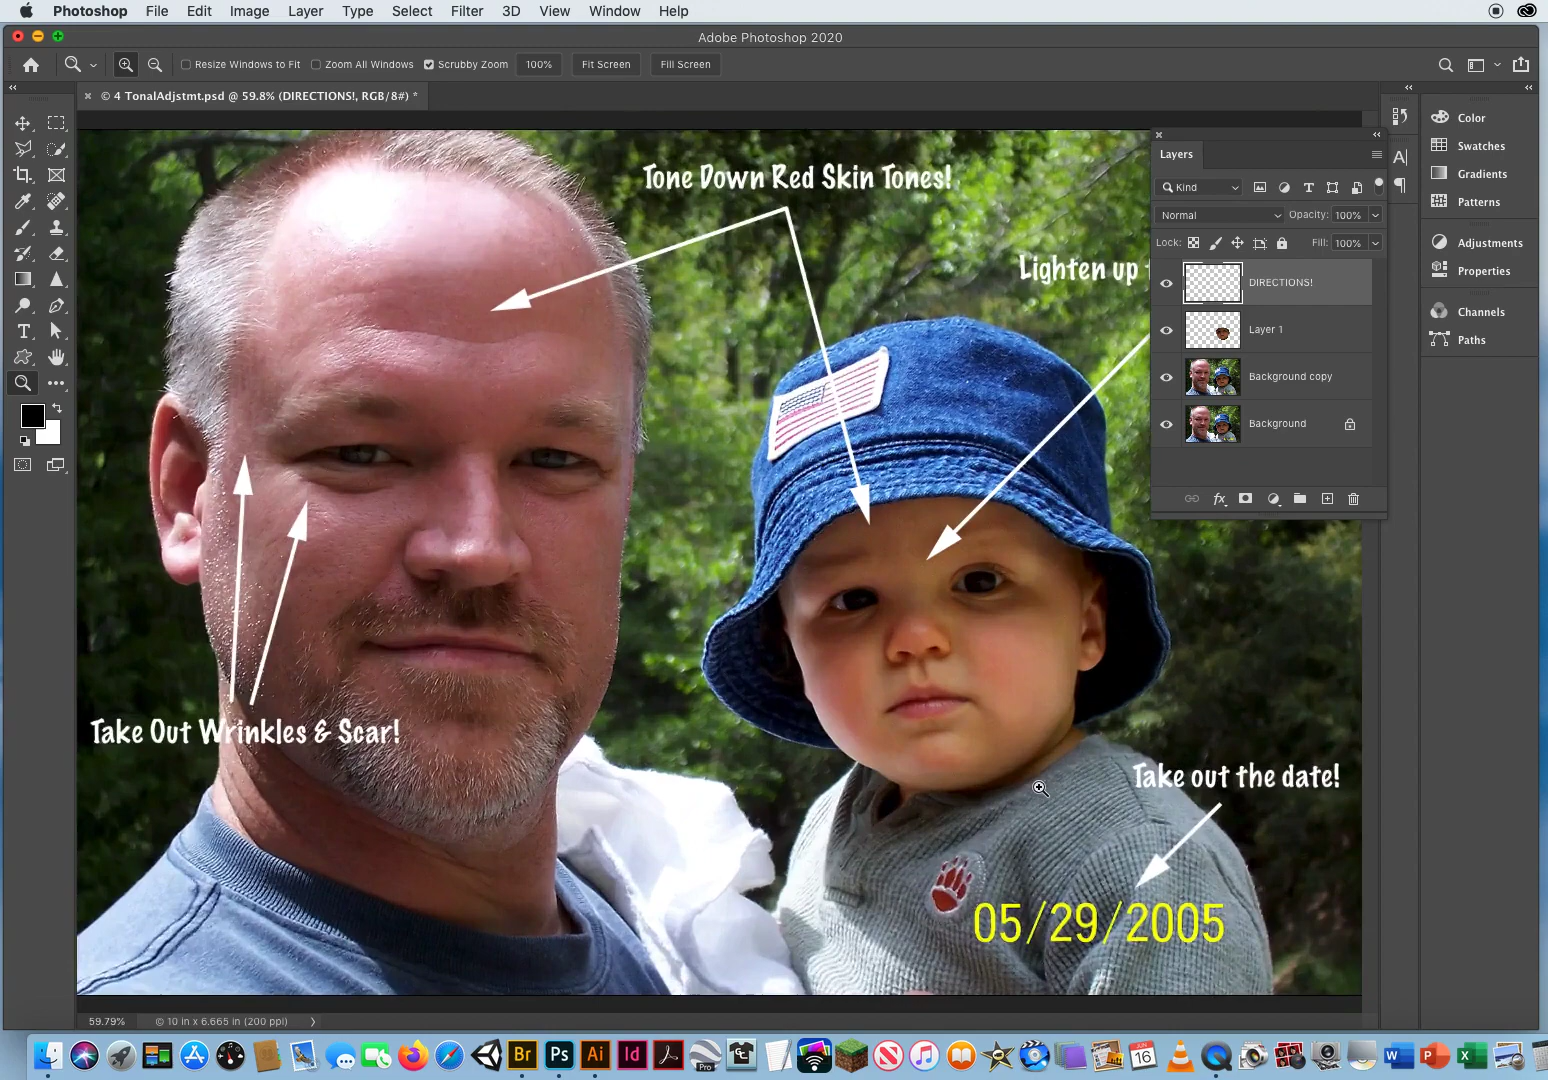 Photoshop File Edit Image Layer Type Select Filter 3D View Window Help
Adobe Photoshop 2020
Resize Windows to Fit Zoom All Windows Scrubby Zoom 100% Fit Screen Fill Screen
© 4 TonalAdjstmt.psd @ 59.8% (DIRECTIONS!, RGB/8#) *
Tone Down Red Skin Tones!
Lighten up
Take Out Wrinkles & Scar!
Take out the date!
05/29/2005
Layers
Kind
Normal Opacity: 100%
Lock: Fill: 100%
DIRECTIONS!
Layer 1
Background copy
Background
Color
Swatches
Gradients
Patterns
Adjustments
Properties
Channels
Paths
59.79% © 10 in x 6.665 in (200 ppi)
Br Ps Ai Id
Pro
JUN
16
W P X